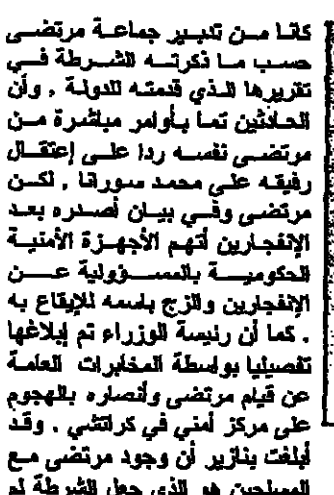 كانا من تدبير جماعة مرتضى
حسب ما ذكرته الشرطة في
تقريرها الذي قدمته للدولة , وأن
الحادثين تما بأوامر مباشرة من
مرتضى نفسه ردا على إعتقال
رفيقه على محمد سورانا , لكن
مرتضى وفي بيان أصدره بعد
الإنفجارين أتهم الأجهزة الأمنية
الحكومية بالمسؤولية عن
الإنفجارين والزج باسمه للإيقاع به
. كما أن رئيسة الوزراء تم إبلاغها
تفصيليا بواسطة المخابرات العامة
عن قيام مرتضى وأنصاره بالهجوم
على مركز أمني في كراتشي . وقد
أبلغت بنازير أن وجود مرتضى مع
المسلحين هو الذي جعل الشرطة لم